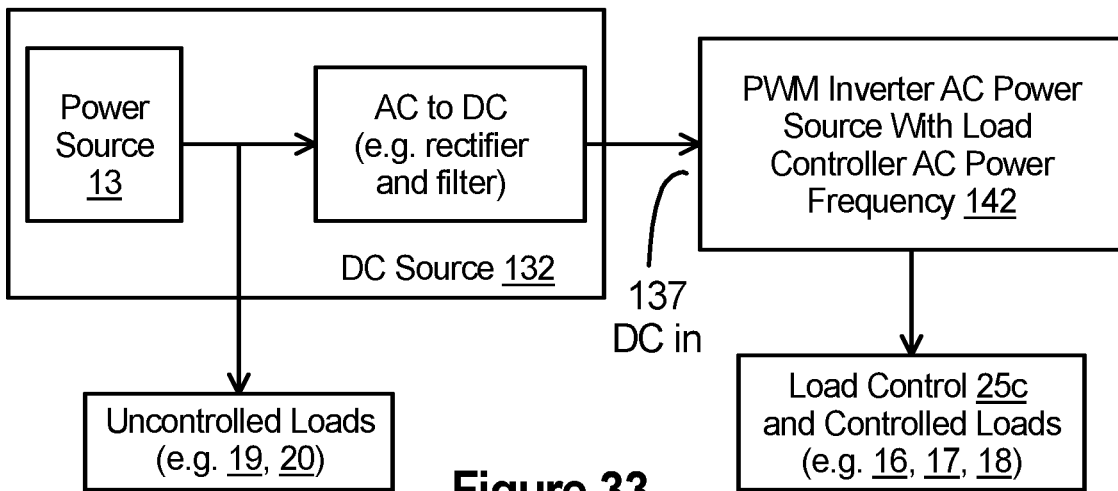 Power
Source
13
AC to DC
(e.g. rectifier
and filter)
DC Source 132
PWM Inverter AC Power
Source With Load
Controller AC Power
Frequency 142
137
DC in
Uncontrolled Loads
(e.g. 19, 20)
Load Control 25c
and Controlled Loads
(e.g. 16, 17, 18)
Figure 33